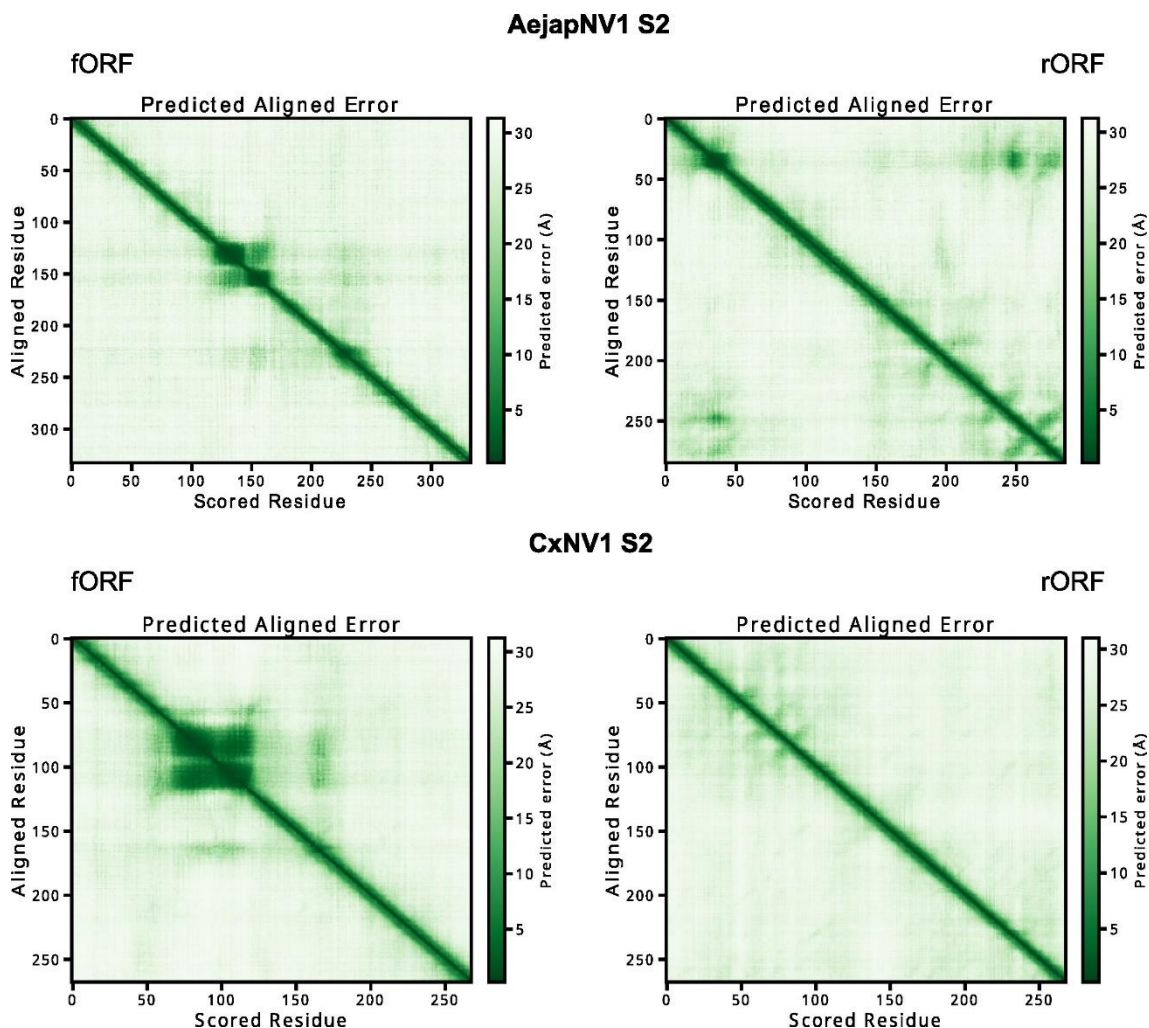 AejapNV1 S2
fORF
rORF
Predicted Aligned Error
Aligned Residue
0
50
100
150
200
250
300
0 50 100 150 200 250 300
Scored Residue
30
25
20
15
10
5
Predicted error (Å)
Predicted Aligned Error
Aligned Residue
0
50
100
150
200
250
0 50 100 150 200 250
Scored Residue
30
25
20
15
10
5
Predicted error (Å)
CxNV1 S2
fORF
rORF
Predicted Aligned Error
Aligned Residue
0
50
100
150
200
250
0 50 100 150 200 250
Scored Residue
30
25
20
15
10
5
Predicted error (Å)
Predicted Aligned Error
Aligned Residue
0
50
100
150
200
250
0 50 100 150 200 250
Scored Residue
30
25
20
15
10
5
Predicted error (Å)